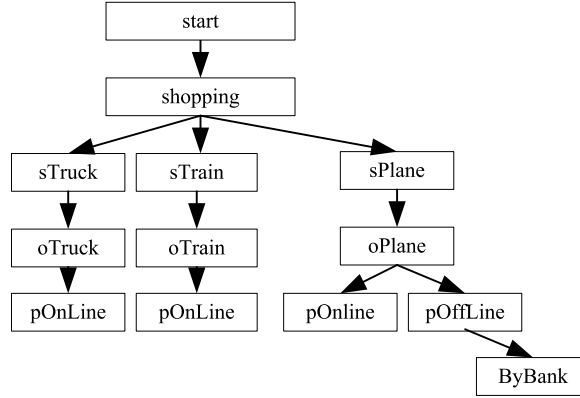 start
shopping
sTruck
sTrain
sPlane
oTruck
oTrain
oPlane
pOnLine
pOnLine
pOnline
pOffLine
ByBank